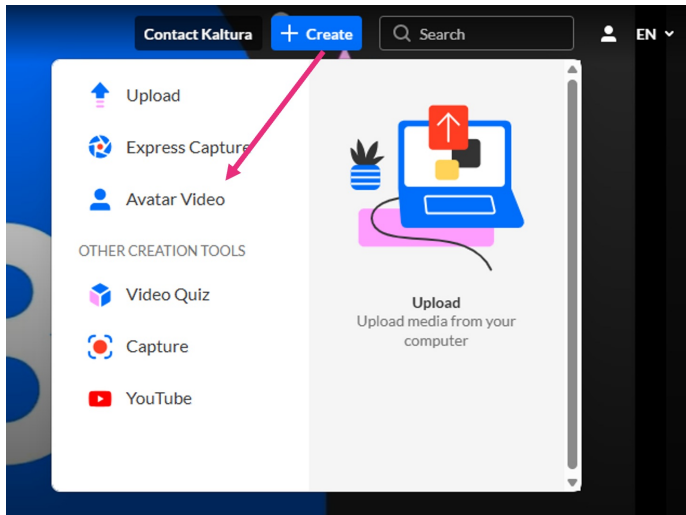 Contact Kaltura
+ Create
Search
EN
Upload
Express Capture
Avatar Video
OTHER CREATION TOOLS
Video Quiz
Capture
YouTube
Upload
Upload media from your
computer